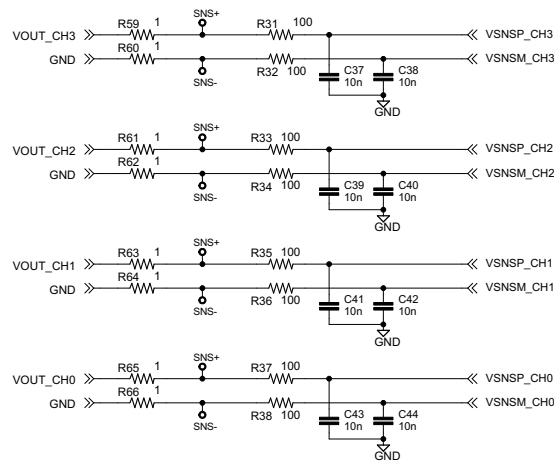 SNS+
R59 1 R31 100
VOUT_CH3 VSNSP_CH3
R60 1
GND VSNSM_CH3
R32 100 C37 C38
SNS- 10n 10n
GND
SNS+
R61 1 R33 100
VOUT_CH2 VSNSP_CH2
R62 1
GND VSNSM_CH2
R34 100 C39 C40
SNS- 10n 10n
GND
SNS+
R63 1 R35 100
VOUT_CH1 VSNSP_CH1
R64 1
GND VSNSM_CH1
R36 100 C41 C42
SNS- 10n 10n
GND
SNS+
R65 1 R37 100
VOUT_CH0 VSNSP_CH0
R66 1
GND VSNSM_CH0
R38 100 C43 C44
SNS- 10n 10n
GND